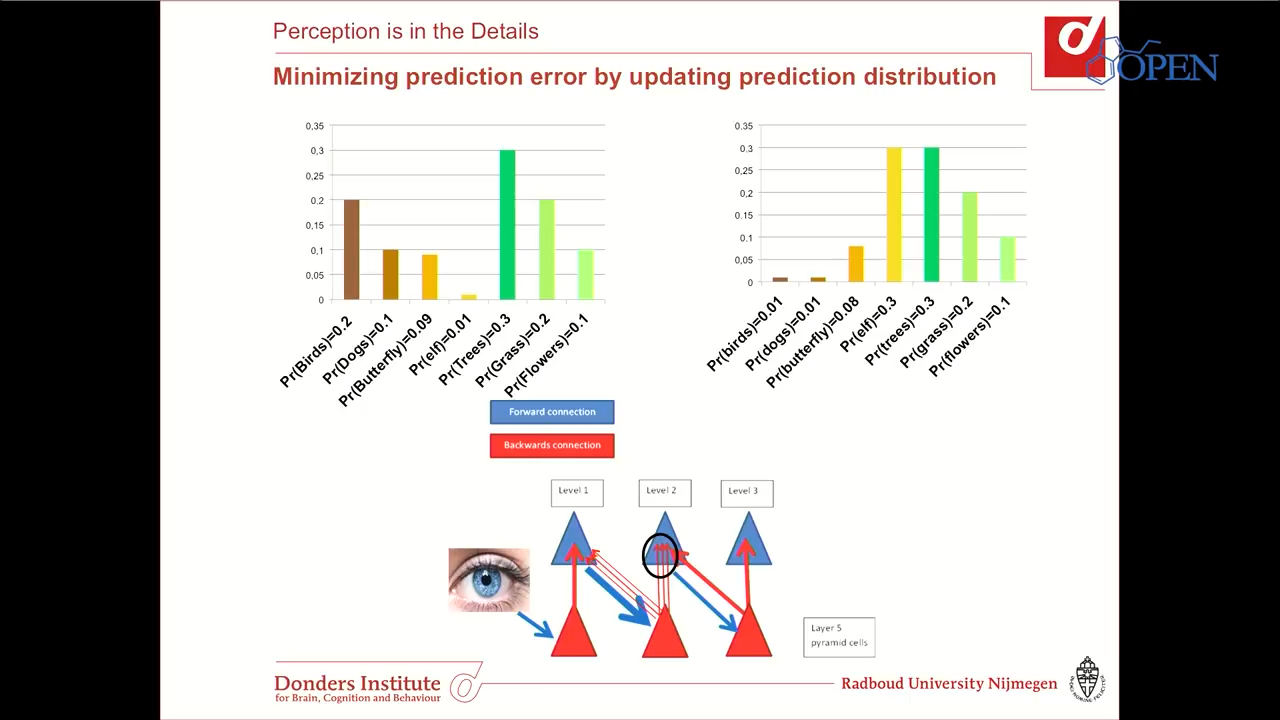 Perception is in the Details
OPEN
Minimizing prediction error by updating prediction distribution
0,35
0,3
0,25
0,2
0,15
0,1
0,05
0
Pr(Birds)=0.2
Pr(Dogs)=0.1
Pr(Butterfly)=0.09
Pr(elf)=0.01
Pr(Trees)=0.3
Pr(Grass)=0.2
Pr(Flowers)=0.1
0.35
0,3
0,25
0,2
0.15
0,1
0,05
0
Pr(birds)=0.01
Pr(dogs)=0.01
Pr(butterfly)=0.08
Pr(elf)=0.3
Pr(trees)=0.3
Pr(grass)=0.2
Pr(flowers)=0.1
Forward connection
Backwards connection
Level 1
Level 2
Level 3
Layer 5
pyramid cells
Donders Institute
for Brain, Cognition and Behaviour
Radboud University Nijmegen